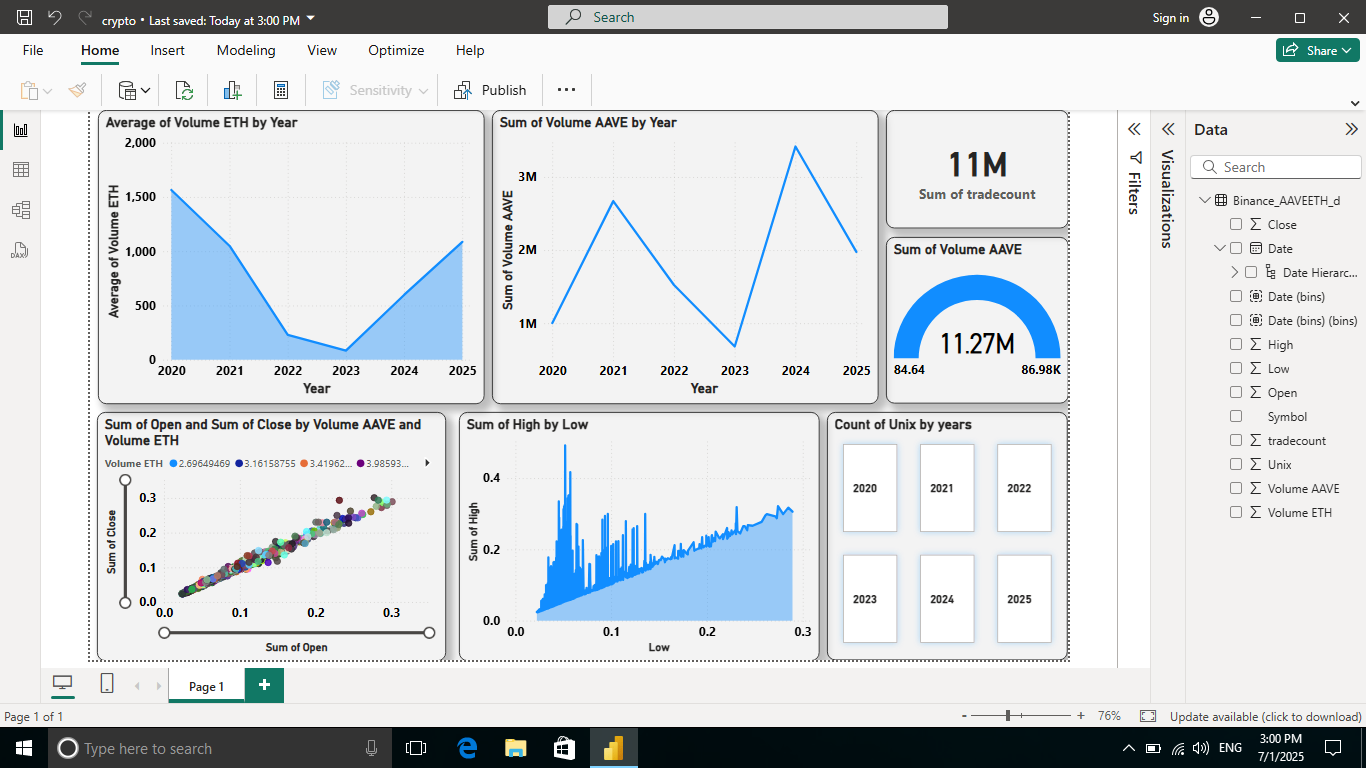 crypto • Last saved: Today at 3:00 PM
Search
Sign in
File
Home
Insert
Modeling
View
Optimize
Help
Share
Sensitivity
Publish
Average of Volume ETH by Year
Average of Volume ETH
2,000
1,500
1,000
500
0
2020 2021 2022 2023 2024 2025
Year
Sum of Volume AAVE by Year
Sum of Volume AAVE
3M
2M
1M
2020 2021 2022 2023 2024 2025
Year
11M
Sum of tradecount
Sum of Volume AAVE
11.27M
84.64
86.98K
Sum of Open and Sum of Close by Volume AAVE and
Volume ETH
Volume ETH 2.69649469 3.16158755 3.41962... 3.98593...
Sum of Close
0.3
0.2
0.1
0.0
0.0 0.1 0.2 0.3
Sum of Open
Sum of High by Low
Sum of High
0.4
0.2
0.0
0.0 0.1 0.2 0.3
Low
Count of Unix by years
2020
2021
2022
2023
2024
2025
Filters
Visualizations
Data
Search
Binance_AAVEETH_d
Close
Date
Date Hierarc...
Date (bins)
Date (bins) (bins)
High
Low
Open
Symbol
tradecount
Unix
Volume AAVE
Volume ETH
DAX
Page 1
Page 1 of 1
- + 76%
Update available (click to download)
Type here to search
ENG
3:00 PM
7/1/2025